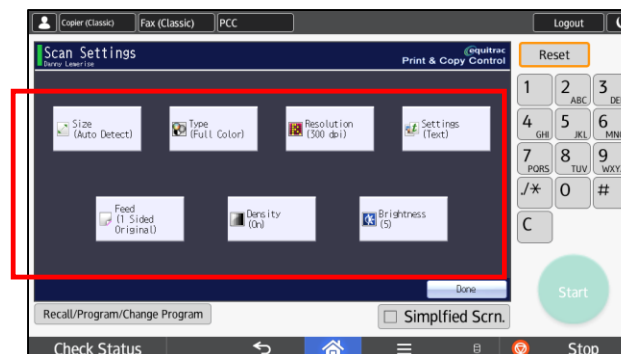 Copier (Classic) Fax (Classic) PCC Logout
Scan Settings equitrac
Danny Lemerise Print & Copy Control
Reset
Size
(Auto Detect)
Type
(Full Color)
Resolution
(300 dpi)
Settings
(Text)
Feed
(1 Sided
Original)
Density
(On)
Brightness
(5)
Done
1 2 ABC 3 DE
4 GHI 5 JKL 6 MN
7 PQRS 8 TUV 9 WXY
./* 0 #
C
Start
Recall/Program/Change Program Simplfied Scrn.
Check Status Stop